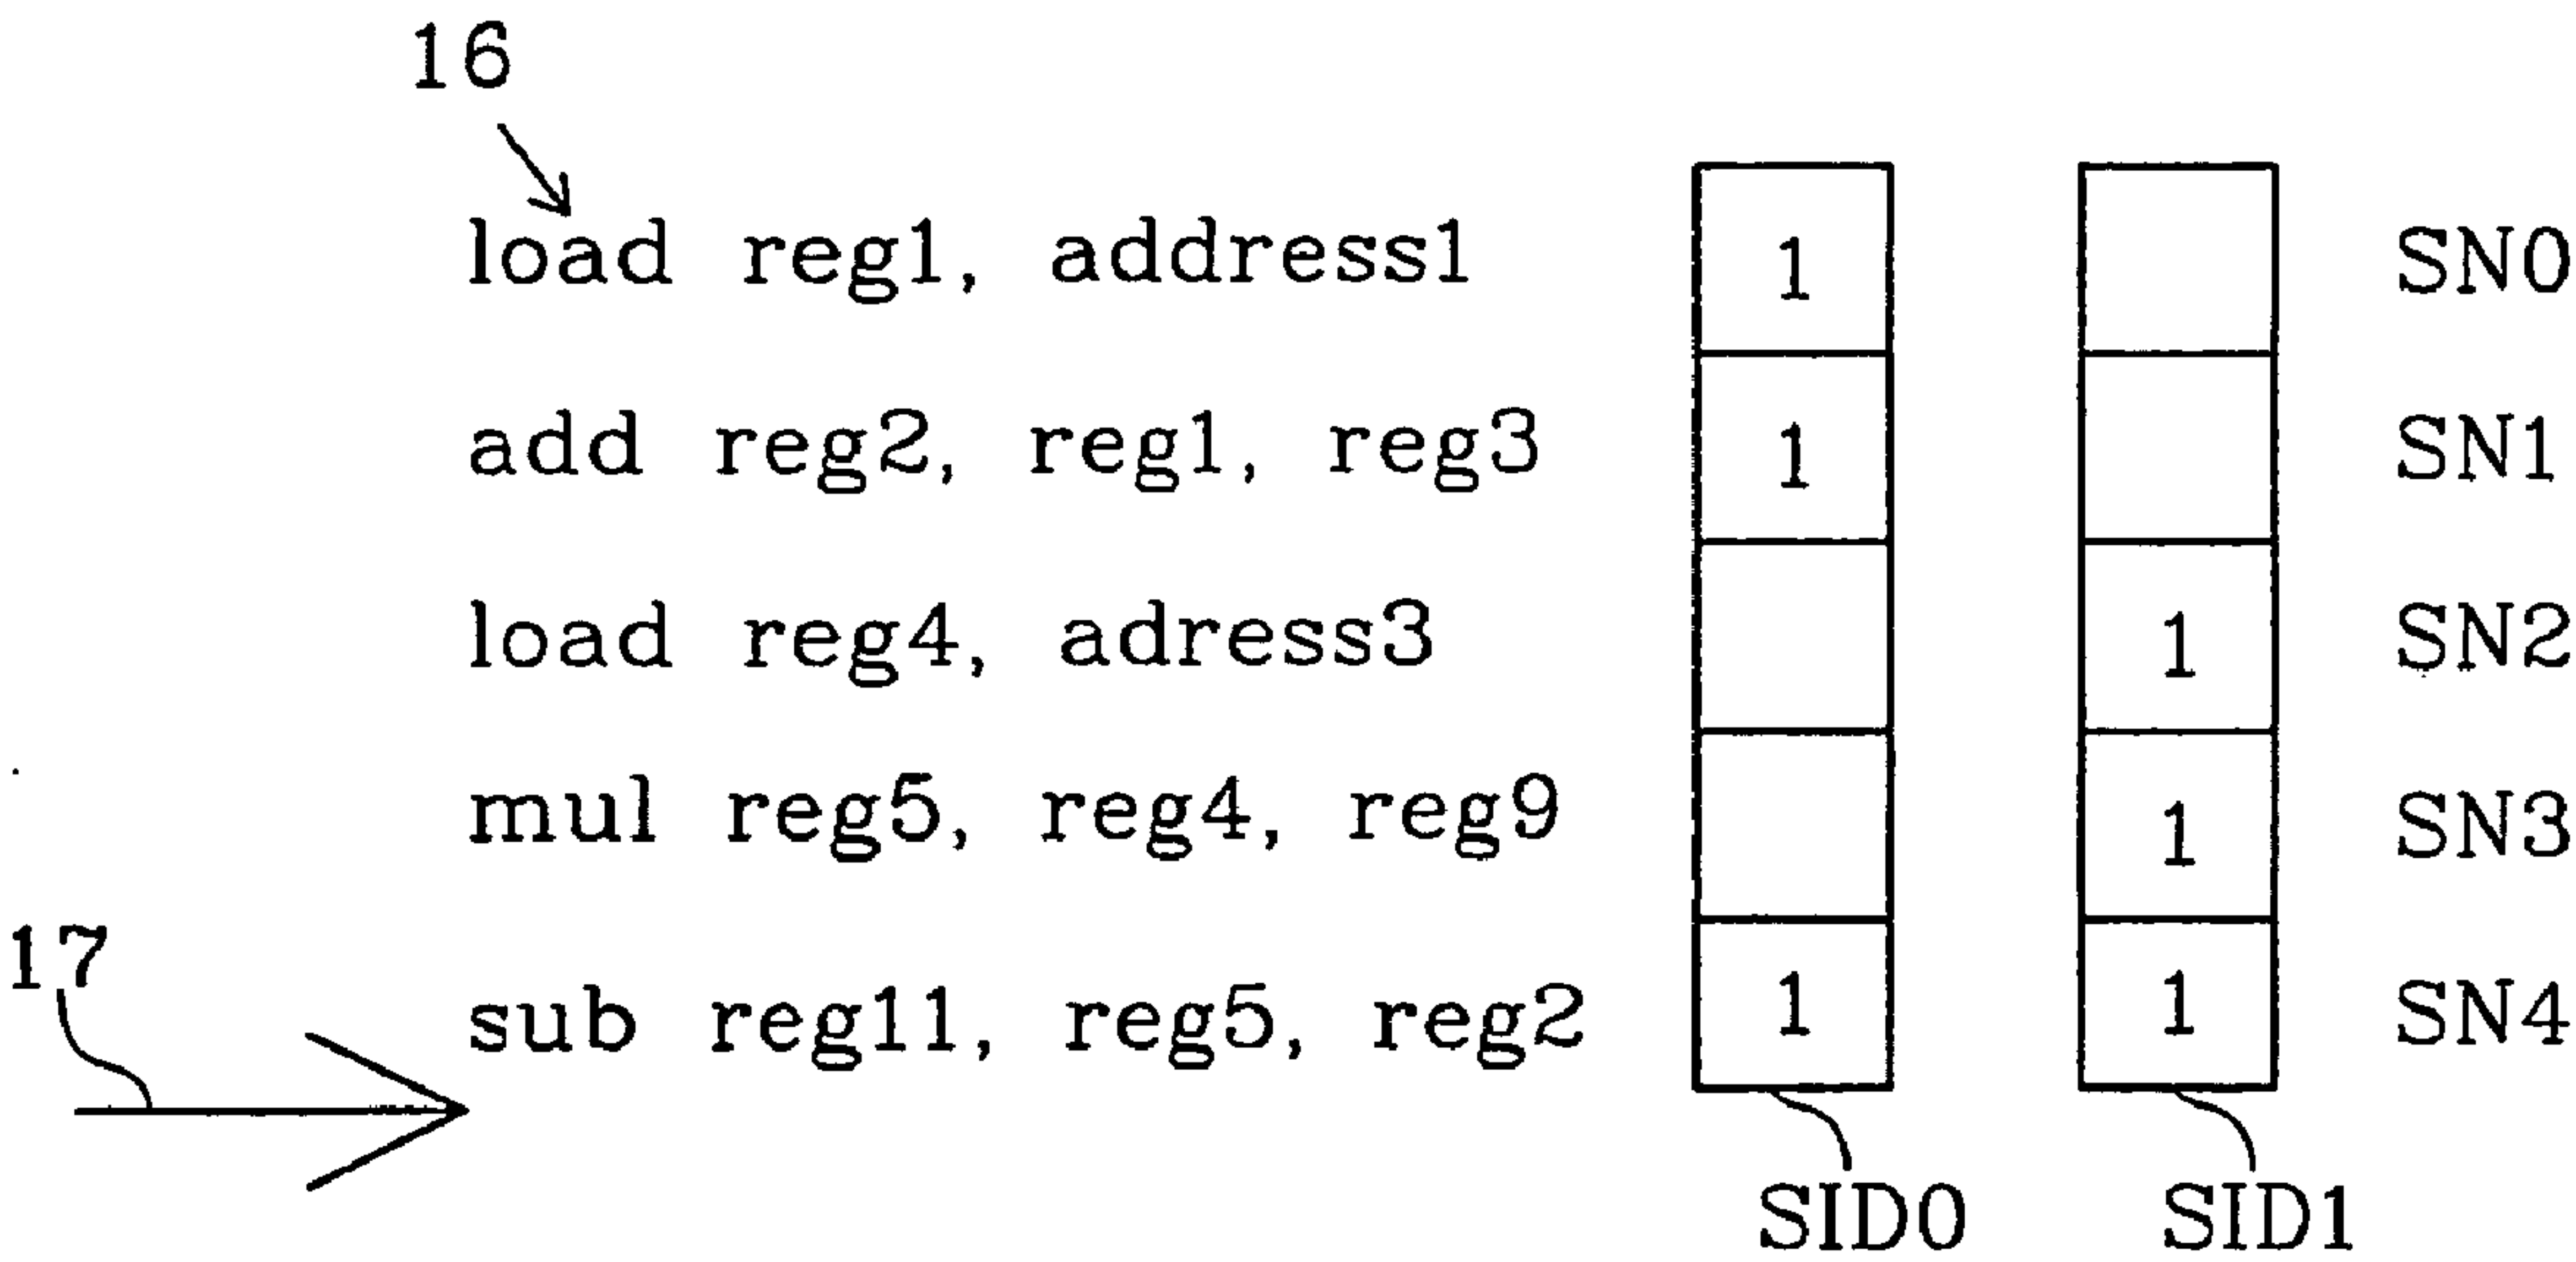 16
load reg1, address1 1 SN0
add reg2, reg1, reg3 1 SN1
load reg4, adress3 1 SN2
mul reg5, reg4, reg9 1 SN3
17
sub reg11, reg5, reg2 1 1 SN4
SID0 SID1